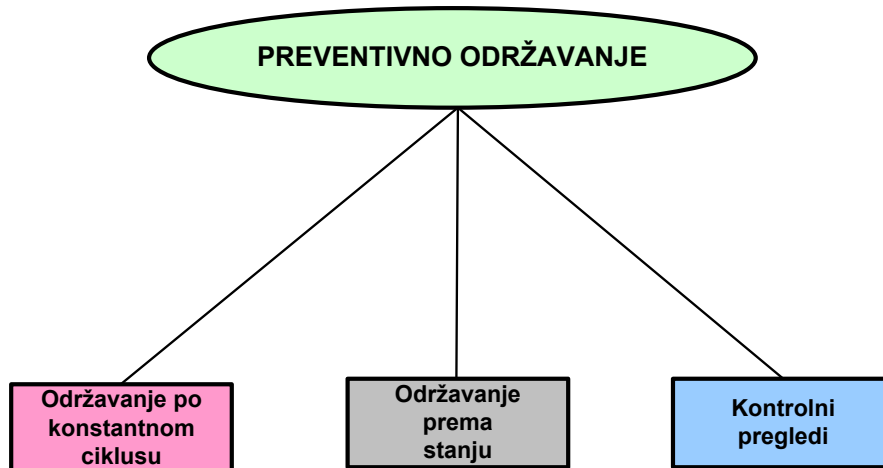 PREVENTIVNO ODRŽAVANJE
Održavanje po
konstantnom
ciklusu
Održavanje
prema
stanju
Kontrolni
pregledi